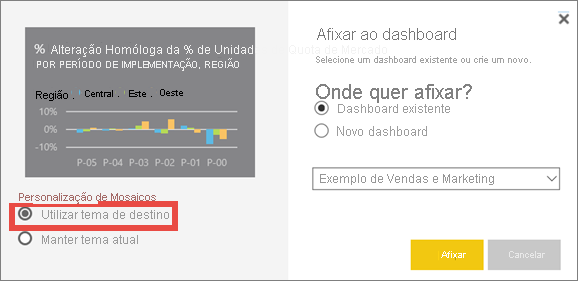 % Alteração Homóloga da % de Unidad Quota de Mercado
POR PERÍODO DE IMPLEMENTAÇÃO, REGIÃO
Região . Central . Este . Oeste
10%
0%
-10%
P-05 P-04 P-03 P-02 P-01 P-00
Personalização de Mosaicos
Utilizar tema de destino
Manter tema atual
Afixar ao dashboard
Selecione um dashboard existente ou crie um novo.
Onde quer afixar?
Dashboard existente
Novo dashboard
Exemplo de Vendas e Marketing
Afixar
Cancelar